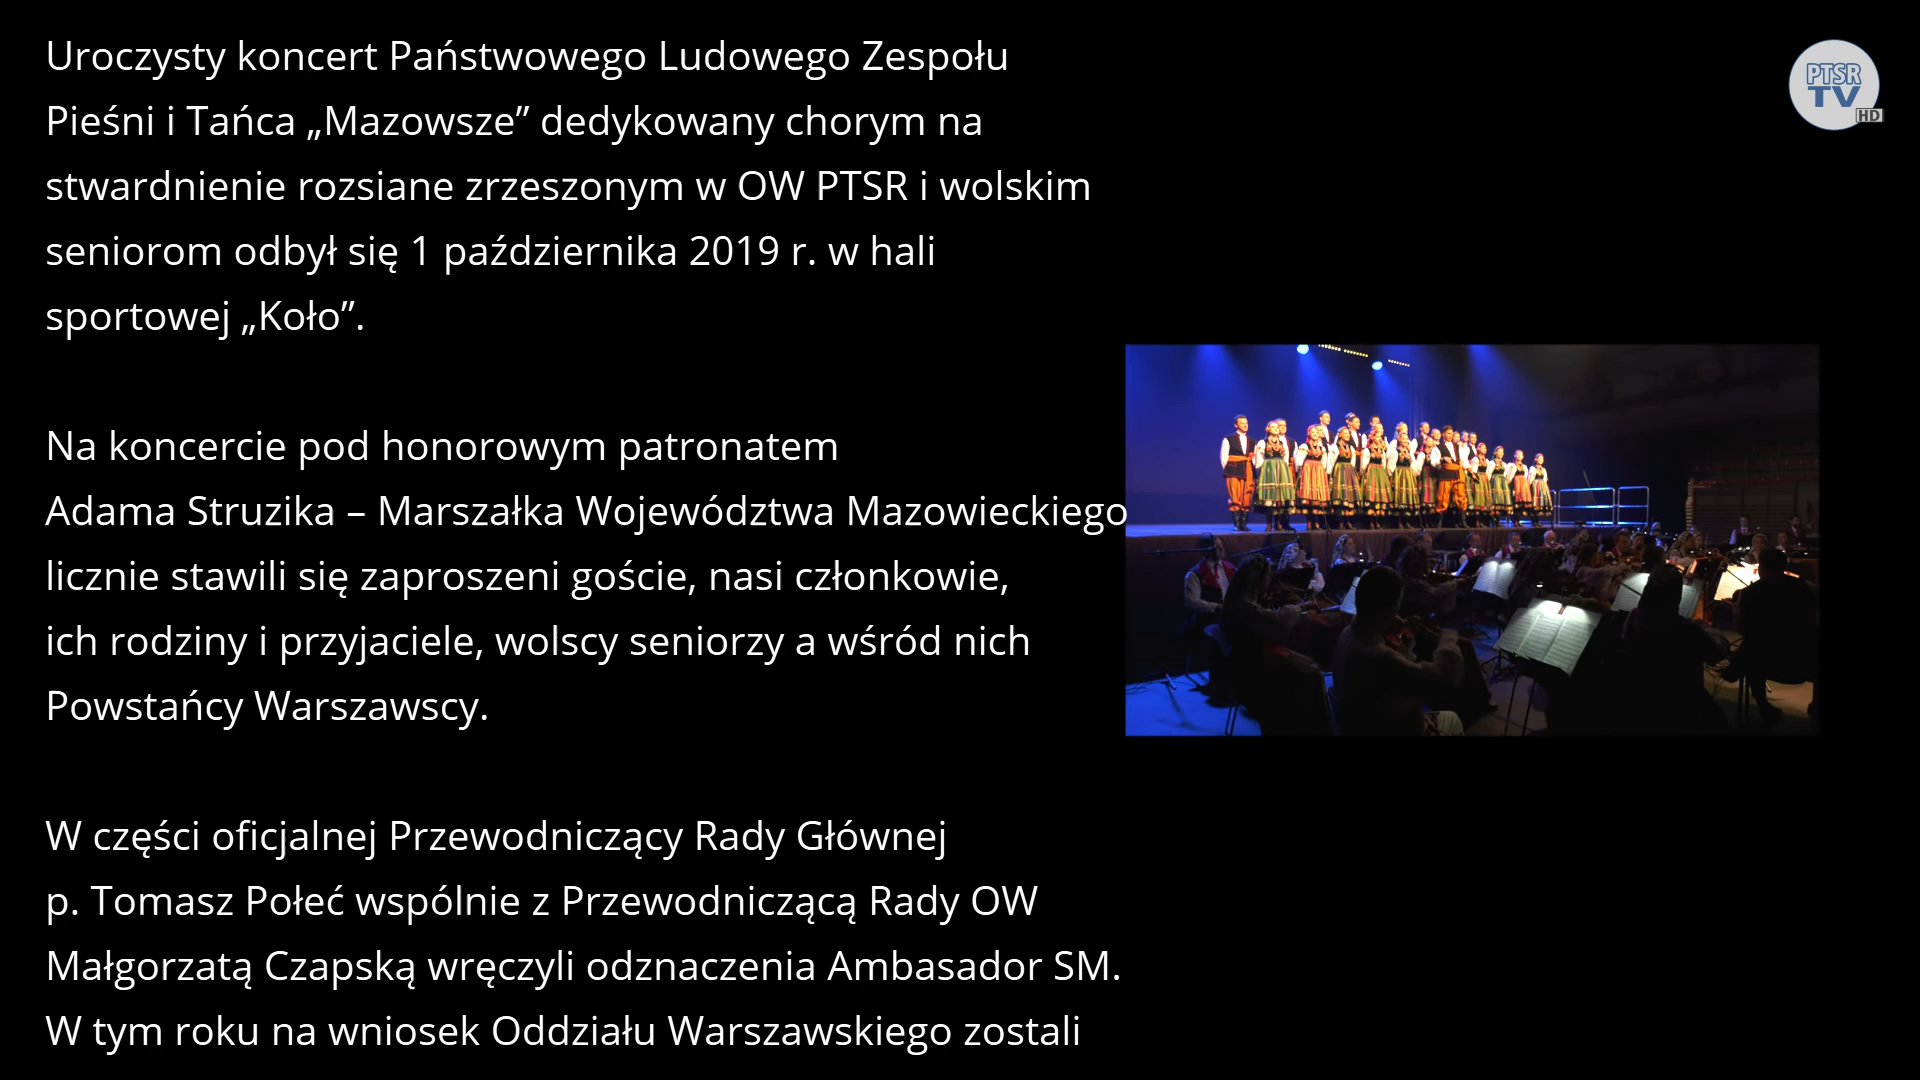 Uroczysty koncert Państwowego Ludowego Zespołu
Pieśni i Tańca „Mazowsze” dedykowany chorym na
stwardnienie rozsiane zrzeszonym w OW PTSR i wolskim
seniorom odbył się 1 października 2019 r. w hali
sportowej „Koło”.
Na koncercie pod honorowym patronatem
Adama Struzika – Marszałka Województwa Mazowieckiego
licznie stawili się zaproszeni goście, nasi członkowie,
ich rodziny i przyjaciele, wolscy seniorzy a wśród nich
Powstańcy Warszawscy.
W części oficjalnej Przewodniczący Rady Głównej
p. Tomasz Połeć wspólnie z Przewodniczącą Rady OW
Małgorzatą Czapską wręczyli odznaczenia Ambasador SM.
W tym roku na wniosek Oddziału Warszawskiego zostali
PTSR
TV
HD